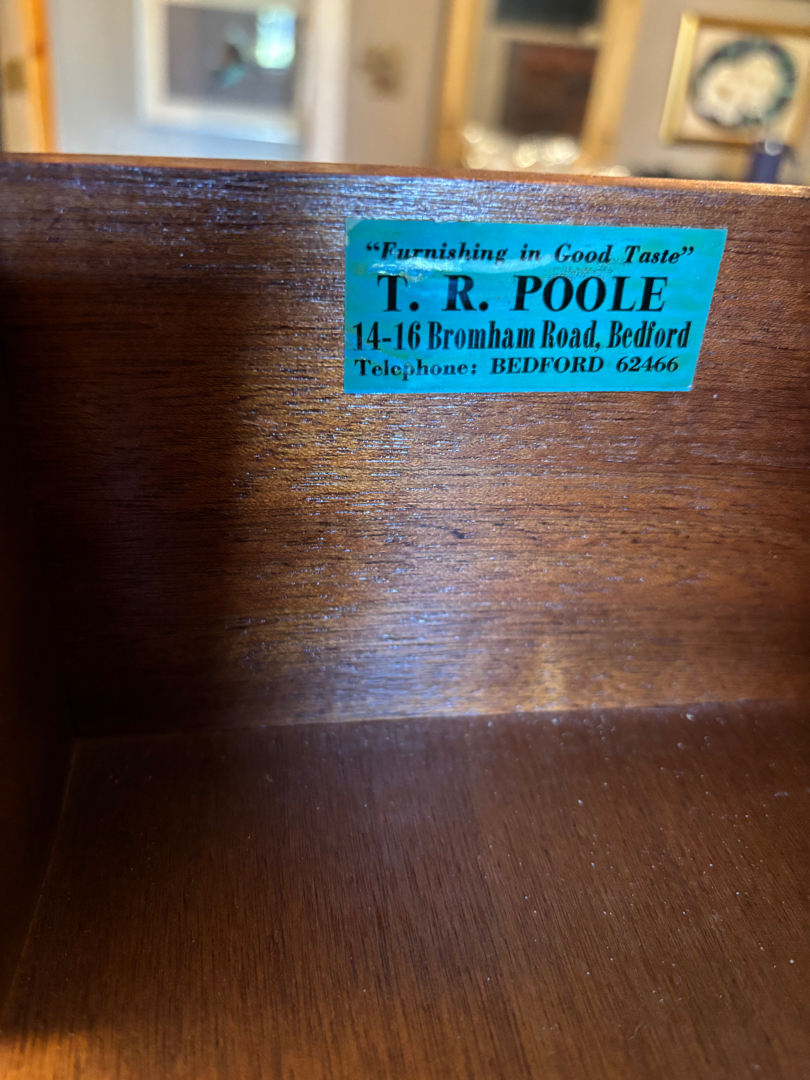 “Furnishing in Good Taste”
T. R. POOLE
14-16 Bromham Road, Bedford
Telephone: BEDFORD 62466